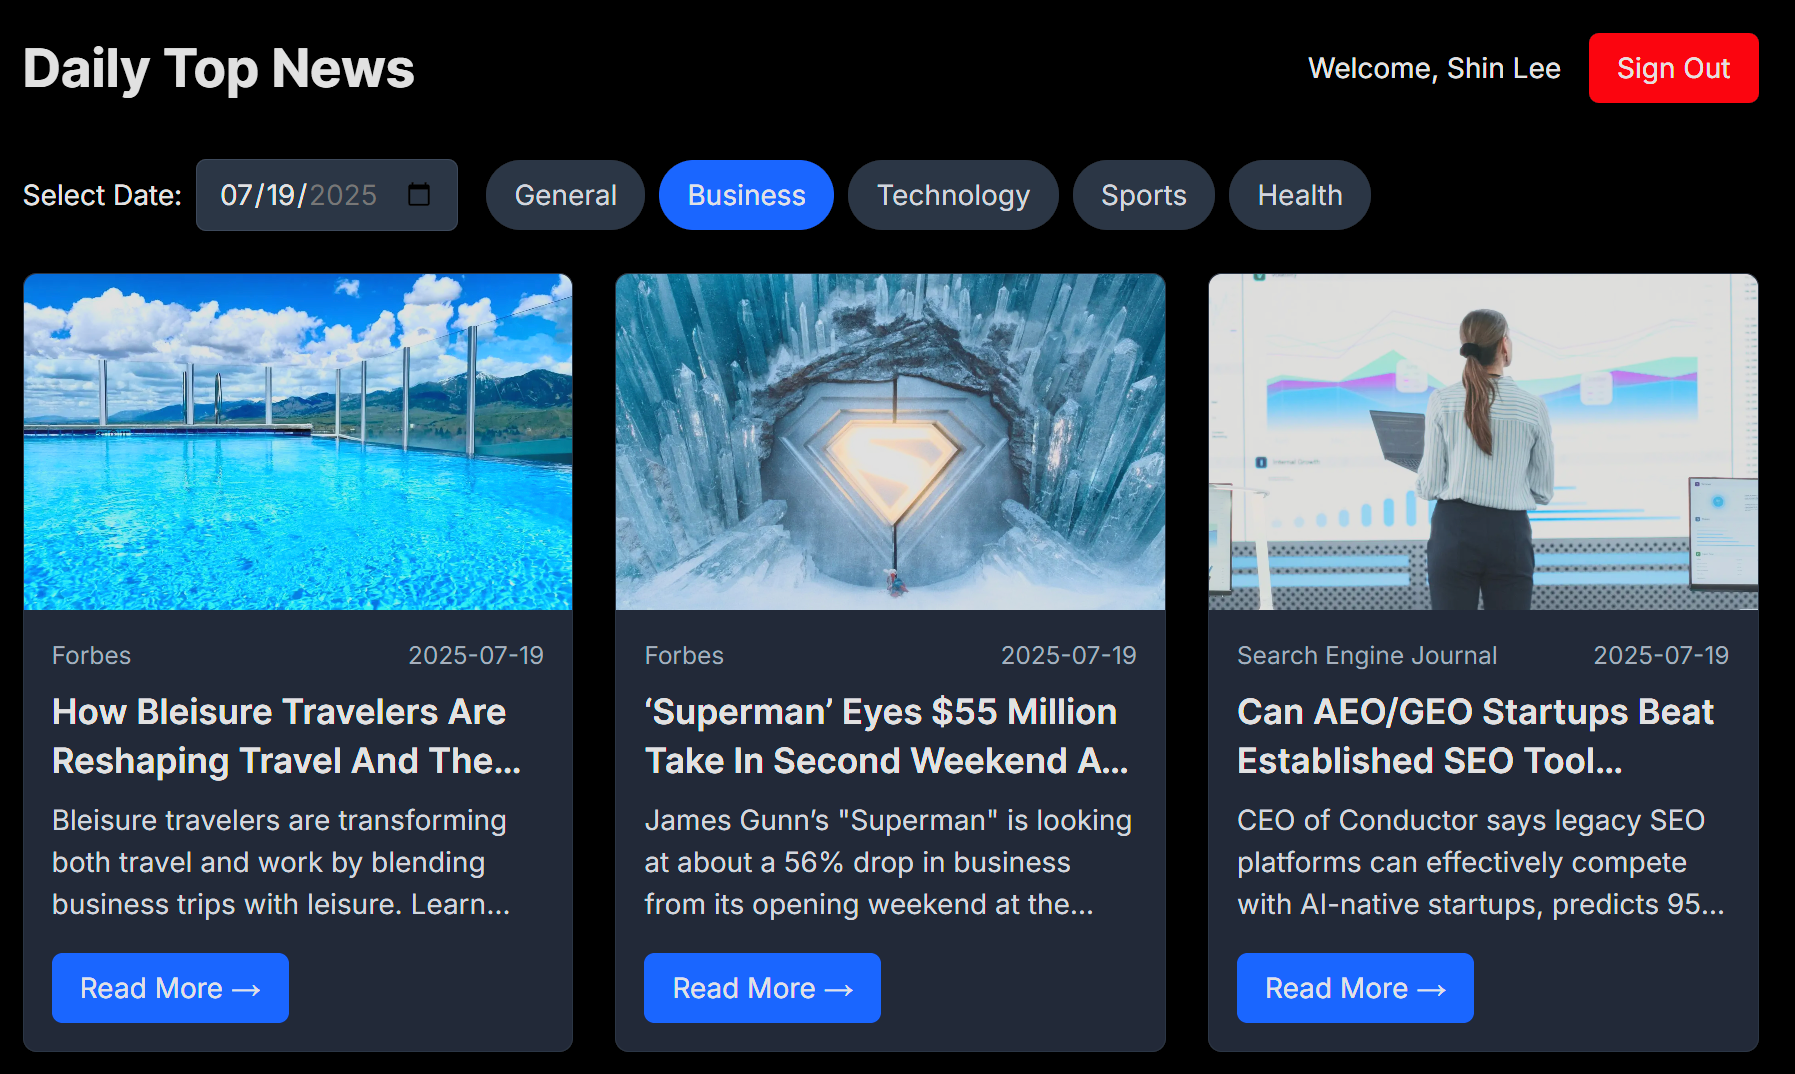 Daily Top News
Welcome, Shin Lee
Sign Out
Select Date:
07/19/2025
General
Business
Technology
Sports
Health
Forbes
2025-07-19
How Bleisure Travelers Are
Reshaping Travel And The...
Bleisure travelers are transforming
both travel and work by blending
business trips with leisure. Learn...
Read More →
Forbes
2025-07-19
‘Superman’ Eyes $55 Million
Take In Second Weekend A...
James Gunn’s "Superman" is looking
at about a 56% drop in business
from its opening weekend at the...
Read More →
Search Engine Journal
2025-07-19
Can AEO/GEO Startups Beat
Established SEO Tool...
CEO of Conductor says legacy SEO
platforms can effectively compete
with AI-native startups, predicts 95...
Read More →